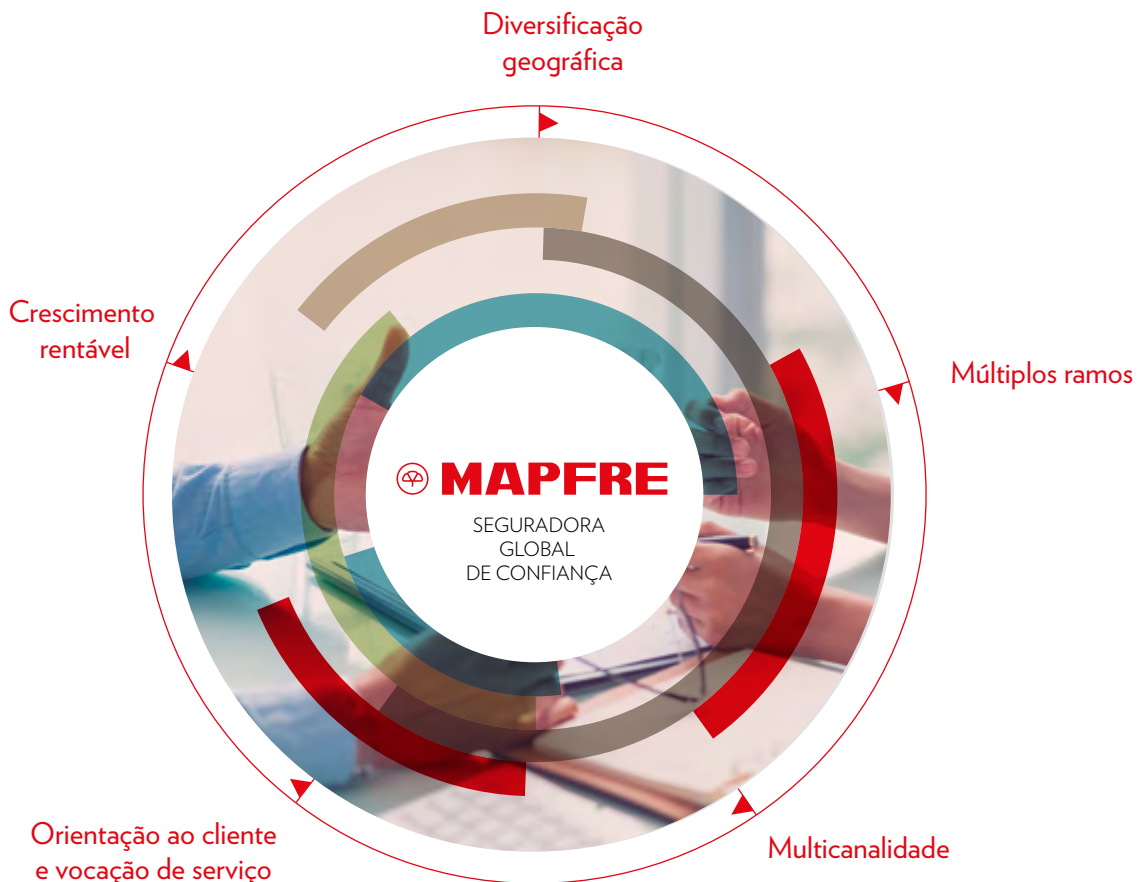 Diversificação
geográfica
Crescimento
rentável
Múltiplos ramos
MAPFRE
SEGURADORA
GLOBAL
DE CONFIANÇA
Orientação ao cliente
e vocação de serviço
Multicanalidade